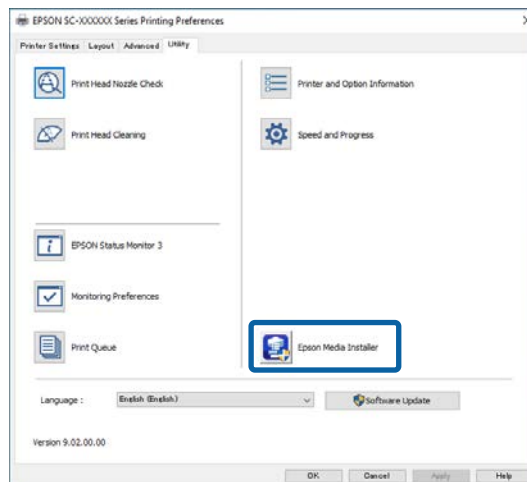 EPSON SC-XXXXXX Series Printing Preferences
Printer Settings Layout Advanced Utility
Print Head Nozzle Check
Printer and Option Information
Print Head Cleaning
Speed and Progress
EPSON Status Monitor 3
Monitoring Preferences
Print Queue
Epson Media Installer
Language : English (English)
Software Update
Version 9.02.00.00
OK Cancel Apply Help